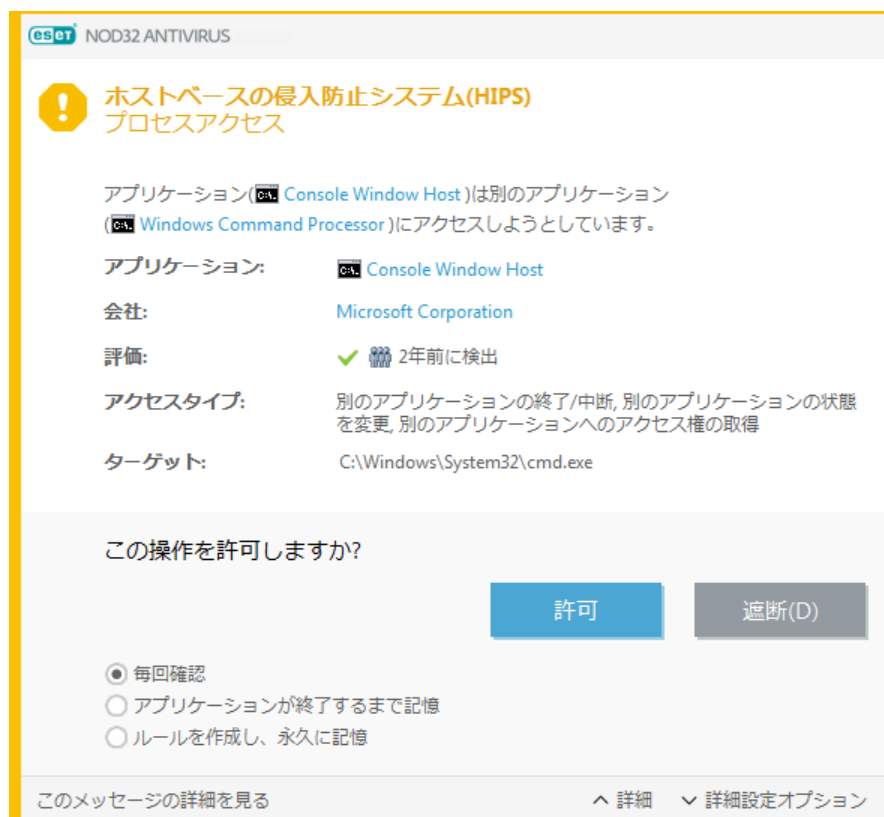 eset NOD32 ANTIVIRUS
ホストベースの侵入防止システム(HIPS)
プロセスアクセス
アプリケーション( Console Window Host )は別のアプリケーション
( Windows Command Processor )にアクセスしようとしています。
アプリケーション: Console Window Host
会社: Microsoft Corporation
評価: 2年前に検出
アクセスタイプ: 別のアプリケーションの終了/中断, 別のアプリケーションの状態
を変更, 別のアプリケーションへのアクセス権の取得
ターゲット: C:\Windows\System32\cmd.exe
この操作を許可しますか?
許可 遮断(D)
毎回確認
アプリケーションが終了するまで記憶
ルールを作成し、永久に記憶
このメッセージの詳細を見る 詳細 詳細設定オプション